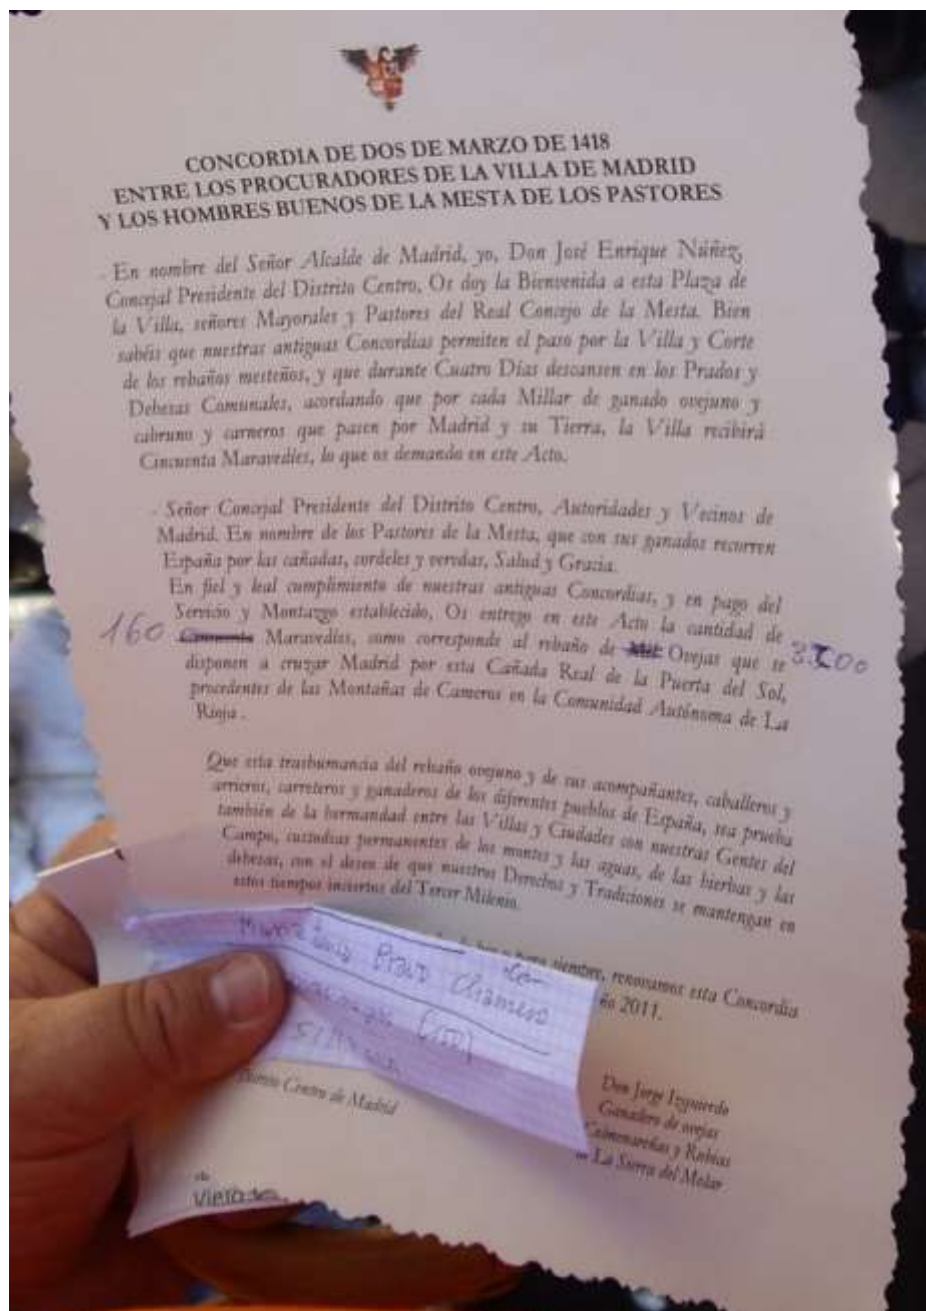 CONCORDIA DE DOS DE MARZO DE 1418
ENTRE LOS PROCURADORES DE LA VILLA DE MADRID
Y LOS HOMBRES BUENOS DE LA MESTA DE LOS PASTORES
- En nombre del Señor Alcalde de Madrid, yo, Don José Enrique Núñez,
Concejal Presidente del Distrito Centro, Os doy la Bienvenida a esta Plaza de
la Villa, señores Mayorales y Pastores del Real Concejo de la Mesta. Bien
sabéis que nuestras antiguas Concordias permiten el paso por la Villa y Corte
de los rebaños mesteños, y que durante Cuatro Días descansen en los Prados y
Dehesas Comunales, acordando que por cada Millar de ganado ovejuno y
cabruno y carneros que pasen por Madrid y su Tierra, la Villa recibirá
Cincuenta Maravedíes, lo que os demando en este Acto.
- Señor Concejal Presidente del Distrito Centro, Autoridades y Vecinos de
Madrid. En nombre de los Pastores de la Mesta, que con sus ganados recorren
España por las cañadas, cordeles y veredas, Salud y Gracia.
En fiel y leal cumplimiento de nuestras antiguas Concordias, y en pago del
Servicio y Montazgo establecido, Os entrego en este Acto la cantidad de
160 Cincuenta Maravedíes, como corresponde al rebaño de Mil Ovejas que se
disponen a cruzar Madrid por esta Cañada Real de la Puerta del Sol,
procedentes de las Montañas de Cameros en la Comunidad Autónoma de La
Rioja.
Que esta trashumancia del rebaño ovejuno y de sus acompañantes, caballeros y
arrieros, carreteros y ganaderos de los diferentes pueblos de España, sea prueba
también de la hermandad entre las Villas y Ciudades con nuestras Gentes del
Campo, custodias permanentes de los montes y las aguas, de las hierbas y las
dehesas, con el deseo de que nuestros Derechos y Tradiciones se mantengan en
estos tiempos inciertos del Tercer Milenio.
siembre, renovamos esta Concordia
año 2011.
Centro de Madrid
Don Jorge Izquierdo
Ganadero de ovejas
Colmenareñas y Rubias
La Sierra del Molar